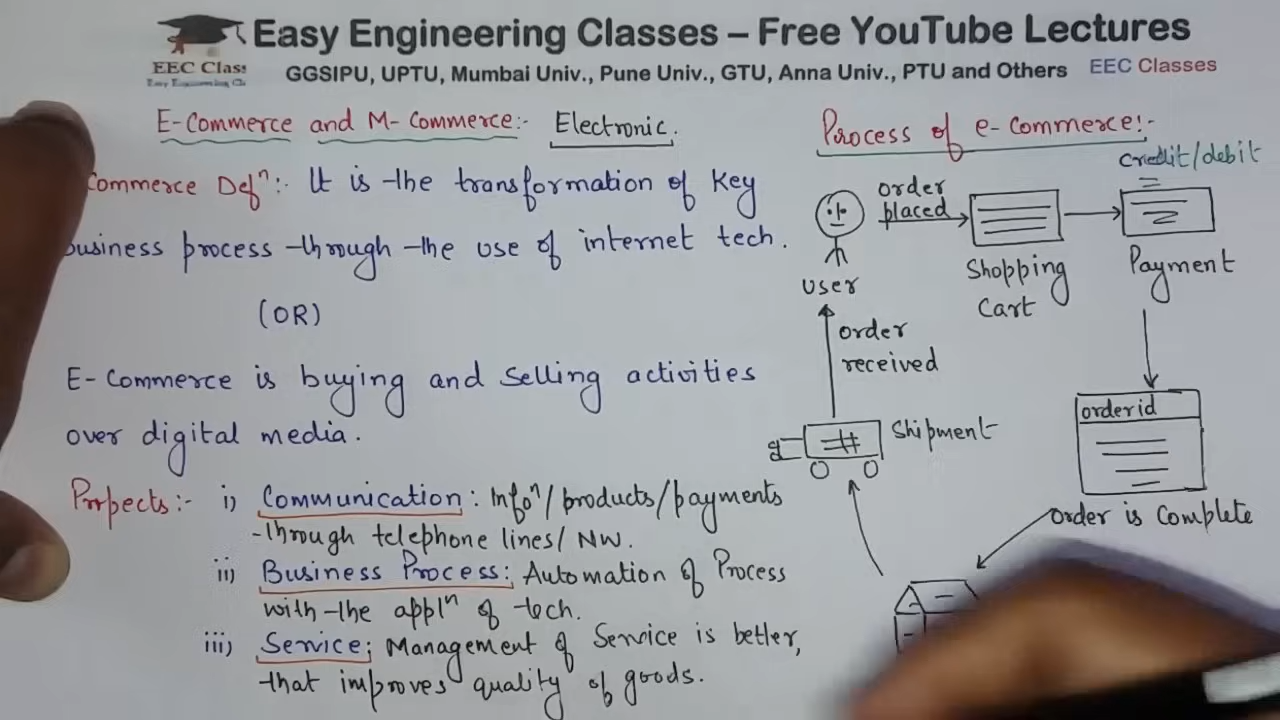 Easy Engineering Classes – Free YouTube Lectures
EEC Class
GGSIPU, UPTU, Mumbai Univ., Pune Univ., GTU, Anna Univ., PTU and Others
EEC Classes
E-Commerce and M-Commerce:- Electronic.
Commerce Defⁿ:- It is the transformation of Key
business process through the use of internet tech.
(OR)
E-Commerce is buying and selling activities
over digital media.
Prrpects:- i) Communication: Infoⁿ/products/payments
through telephone lines/NW.
ii) Business Process: Automation of Process
with the applⁿ of tech.
iii) Service: Management of Service is better,
that improves quality of goods.
Process of e-commerce:-
credit/debit
order
placed
user
Shopping
Cart
Payment
order
received
Shipment
orderid
order is complete